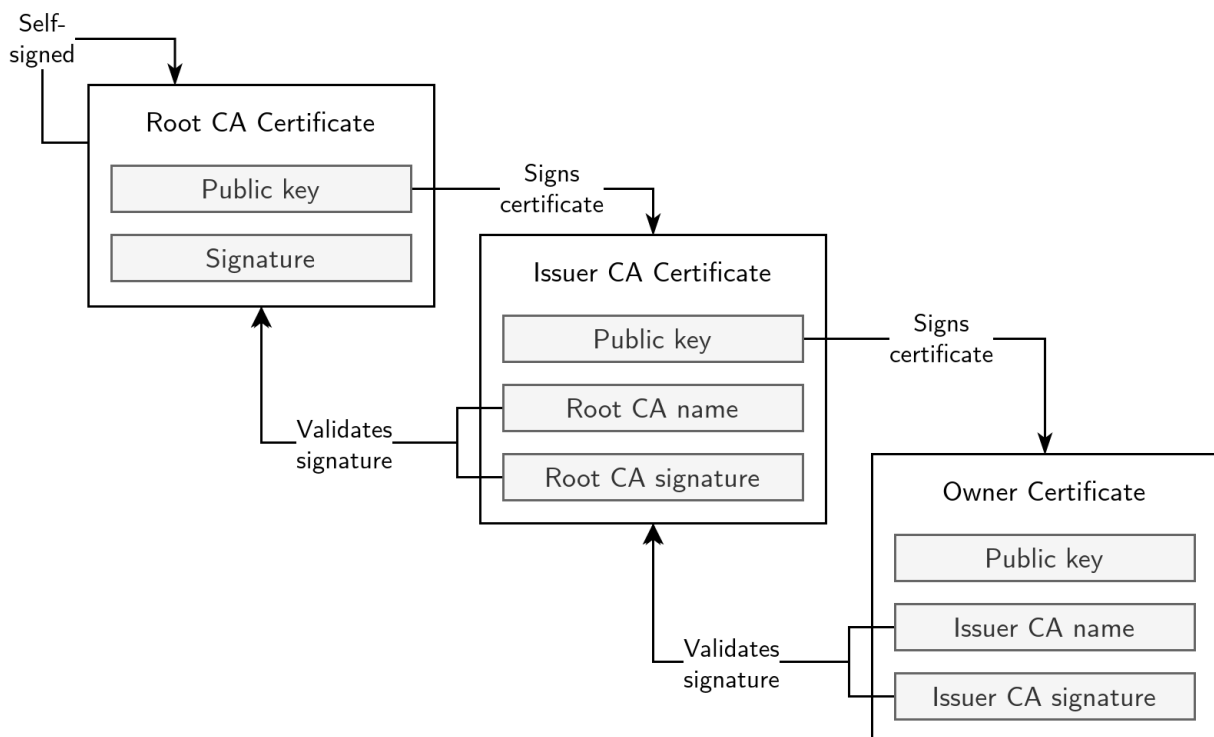 Self-
signed
Root CA Certificate
Public key
Signature
Signs
certificate
Issuer CA Certificate
Public key
Root CA name
Root CA signature
Validates
signature
Signs
certificate
Owner Certificate
Public key
Issuer CA name
Issuer CA signature
Validates
signature